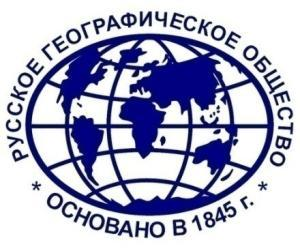 РУССКОЕ ГЕОГРАФИЧЕСКОЕ ОБЩЕСТВО
* ОСНОВАНО В 1845 г. *